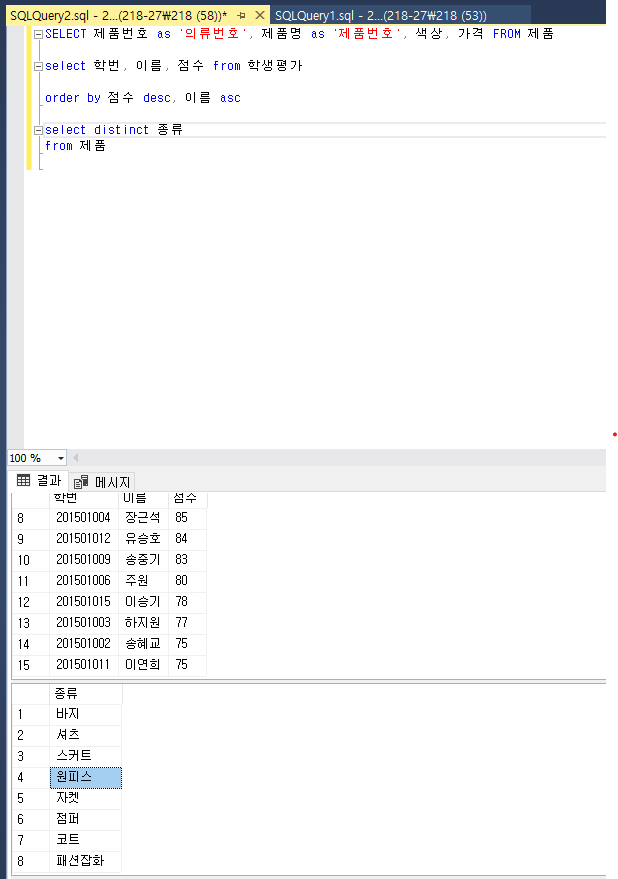 SQLQuery2.sql - 2...(218-27₩218 (58))* SQLQuery1.sql - 2...(218-27₩218 (53))
SELECT 제품번호 as '의류번호', 제품명 as '제품번호', 색상, 가격 FROM 제품
select 학번, 이름, 점수 from 학생평가
order by 점수 desc, 이름 asc
select distinct 종류
from 제품
100 %
결과 메시지
학번 이름 점수
8 201501004 장근석 85
9 201501012 유승호 84
10 201501009 송중기 83
11 201501006 주원 80
12 201501015 이승기 78
13 201501003 하지원 77
14 201501002 송혜교 75
15 201501011 이연희 75
종류
1 바지
2 셔츠
3 스커트
4 원피스
5 자켓
6 점퍼
7 코트
8 패션잡화